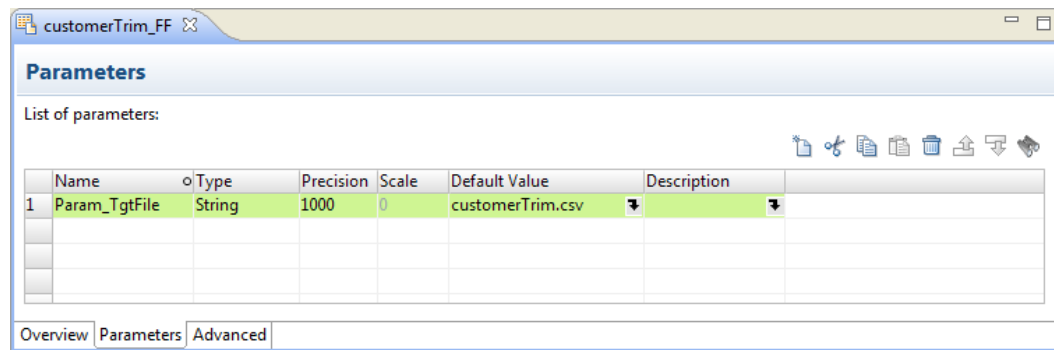 customerTrim_FF
Parameters
List of parameters:
Name Type Precision Scale Default Value Description
1 Param_TgtFile String 1000 0 customerTrim.csv
Overview Parameters Advanced